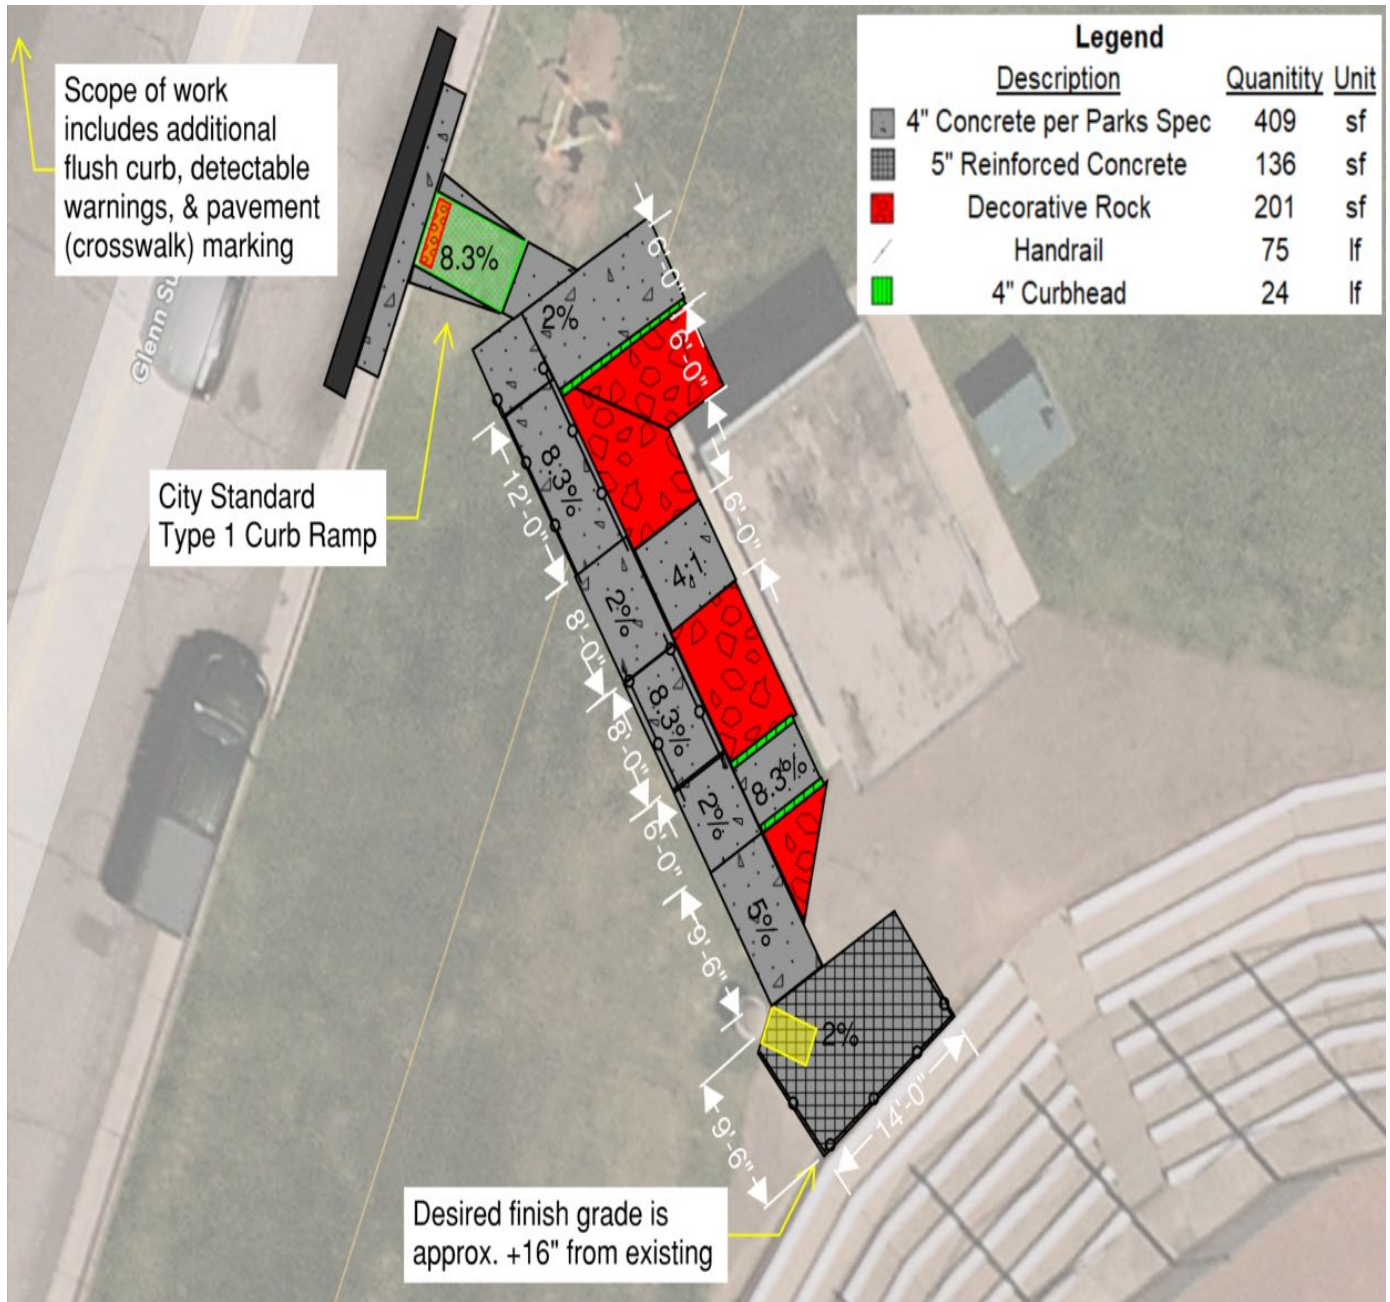 Scope of work
includes additional
flush curb, detectable
warnings, & pavement
(crosswalk) marking
Legend
Description Quanitity Unit
4" Concrete per Parks Spec 409 sf
5" Reinforced Concrete 136 sf
Decorative Rock 201 sf
Handrail 75 lf
4" Curbhead 24 lf
Glenn Su
8.3%
6'-0"
2%
6'-0"
City Standard
Type 1 Curb Ramp
8.3%
12'-0"
6'-0"
4:1
2%
8'-0"
8.3%
8'-0"
8.3%
2%
6'-0"
5%
9'-6"
2%
14'-0"
9'-6"
Desired finish grade is
approx. +16" from existing